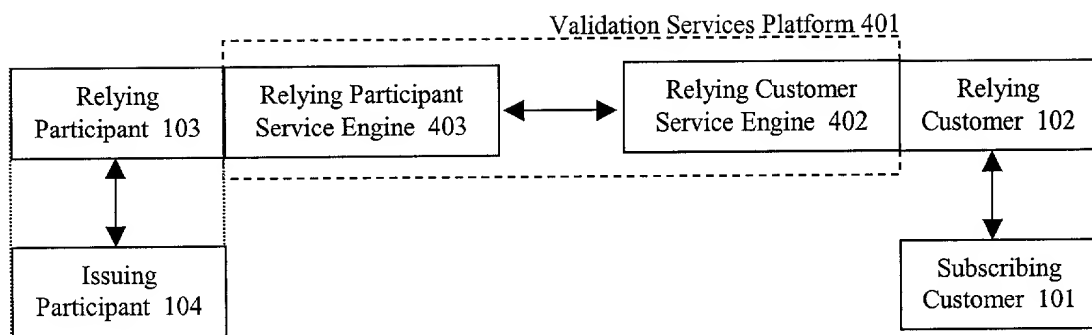 Validation Services Platform 401
Relying
Participant 103
Relying Participant
Service Engine 403
Relying Customer
Service Engine 402
Relying
Customer 102
Issuing
Participant 104
Subscribing
Customer 101